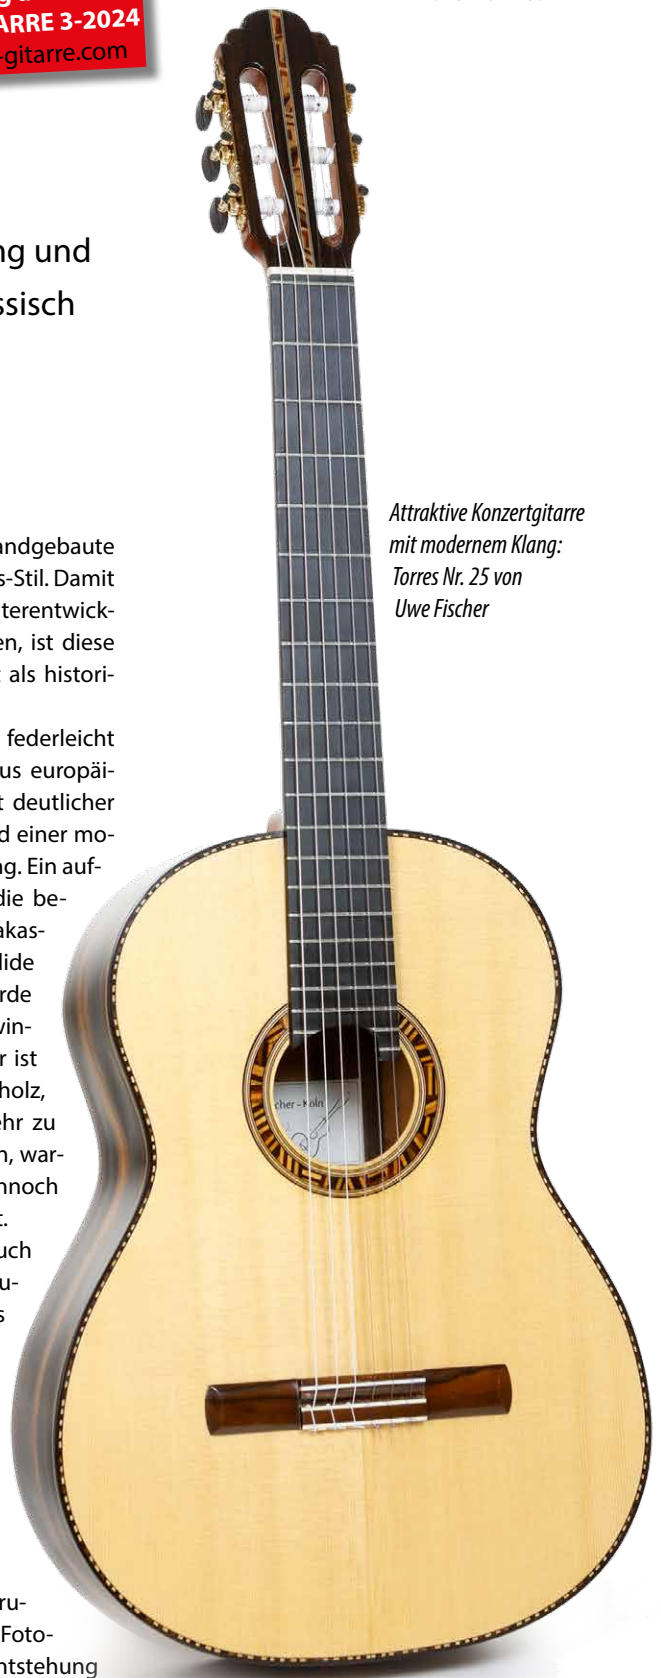 ARRE 3-2024
-gitarre.com
ng und
ssisch
andgebaute
s-Stil. Damit
terentwick-
en, ist diese
als histori-
federleicht
us europäi-
t deutlicher
d einer mo-
ng. Ein auf-
die be-
akas-
lide
rde
vin-
r ist
holz,
ehr zu
n, war-
nnoch
t.
uch
u-
s
ru-
Foto-
ntstehung
Attraktive Konzertgitarre
mit modernem Klang:
Torres Nr. 25 von
Uwe Fischer
cher - Köln